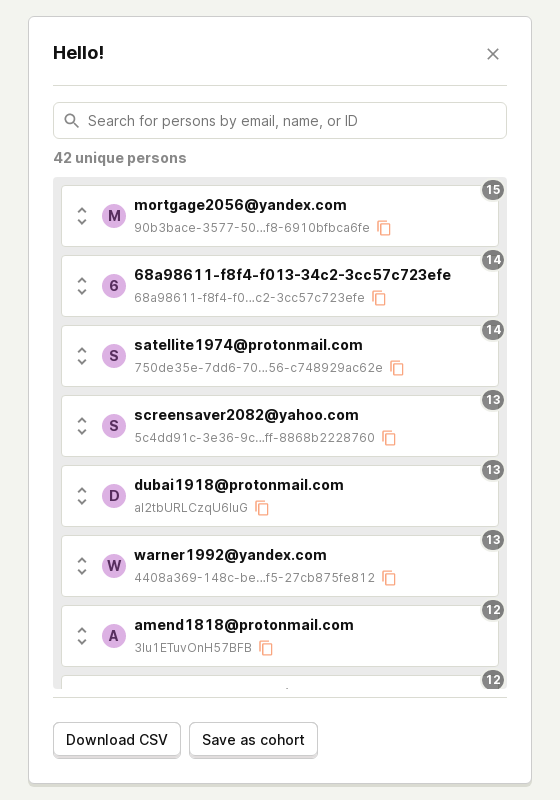 Hello!
Search for persons by email, name, or ID
42 unique persons
15
M
mortgage2056@yandex.com
90b3bace-3577-50...f8-6910bfbca6fe
14
6
68a98611-f8f4-f013-34c2-3cc57c723efe
68a98611-f8f4-f0...c2-3cc57c723efe
14
S
satellite1974@protonmail.com
750de35e-7dd6-70...56-c748929ac62e
13
S
screensaver2082@yahoo.com
5c4dd91c-3e36-9c...ff-8868b2228760
13
D
dubai1918@protonmail.com
al2tbURLCzqU6luG
13
W
warner1992@yandex.com
4408a369-148c-be...f5-27cb875fe812
12
A
amend1818@protonmail.com
3lu1ETuvOnH57BFB
12
Download CSV
Save as cohort